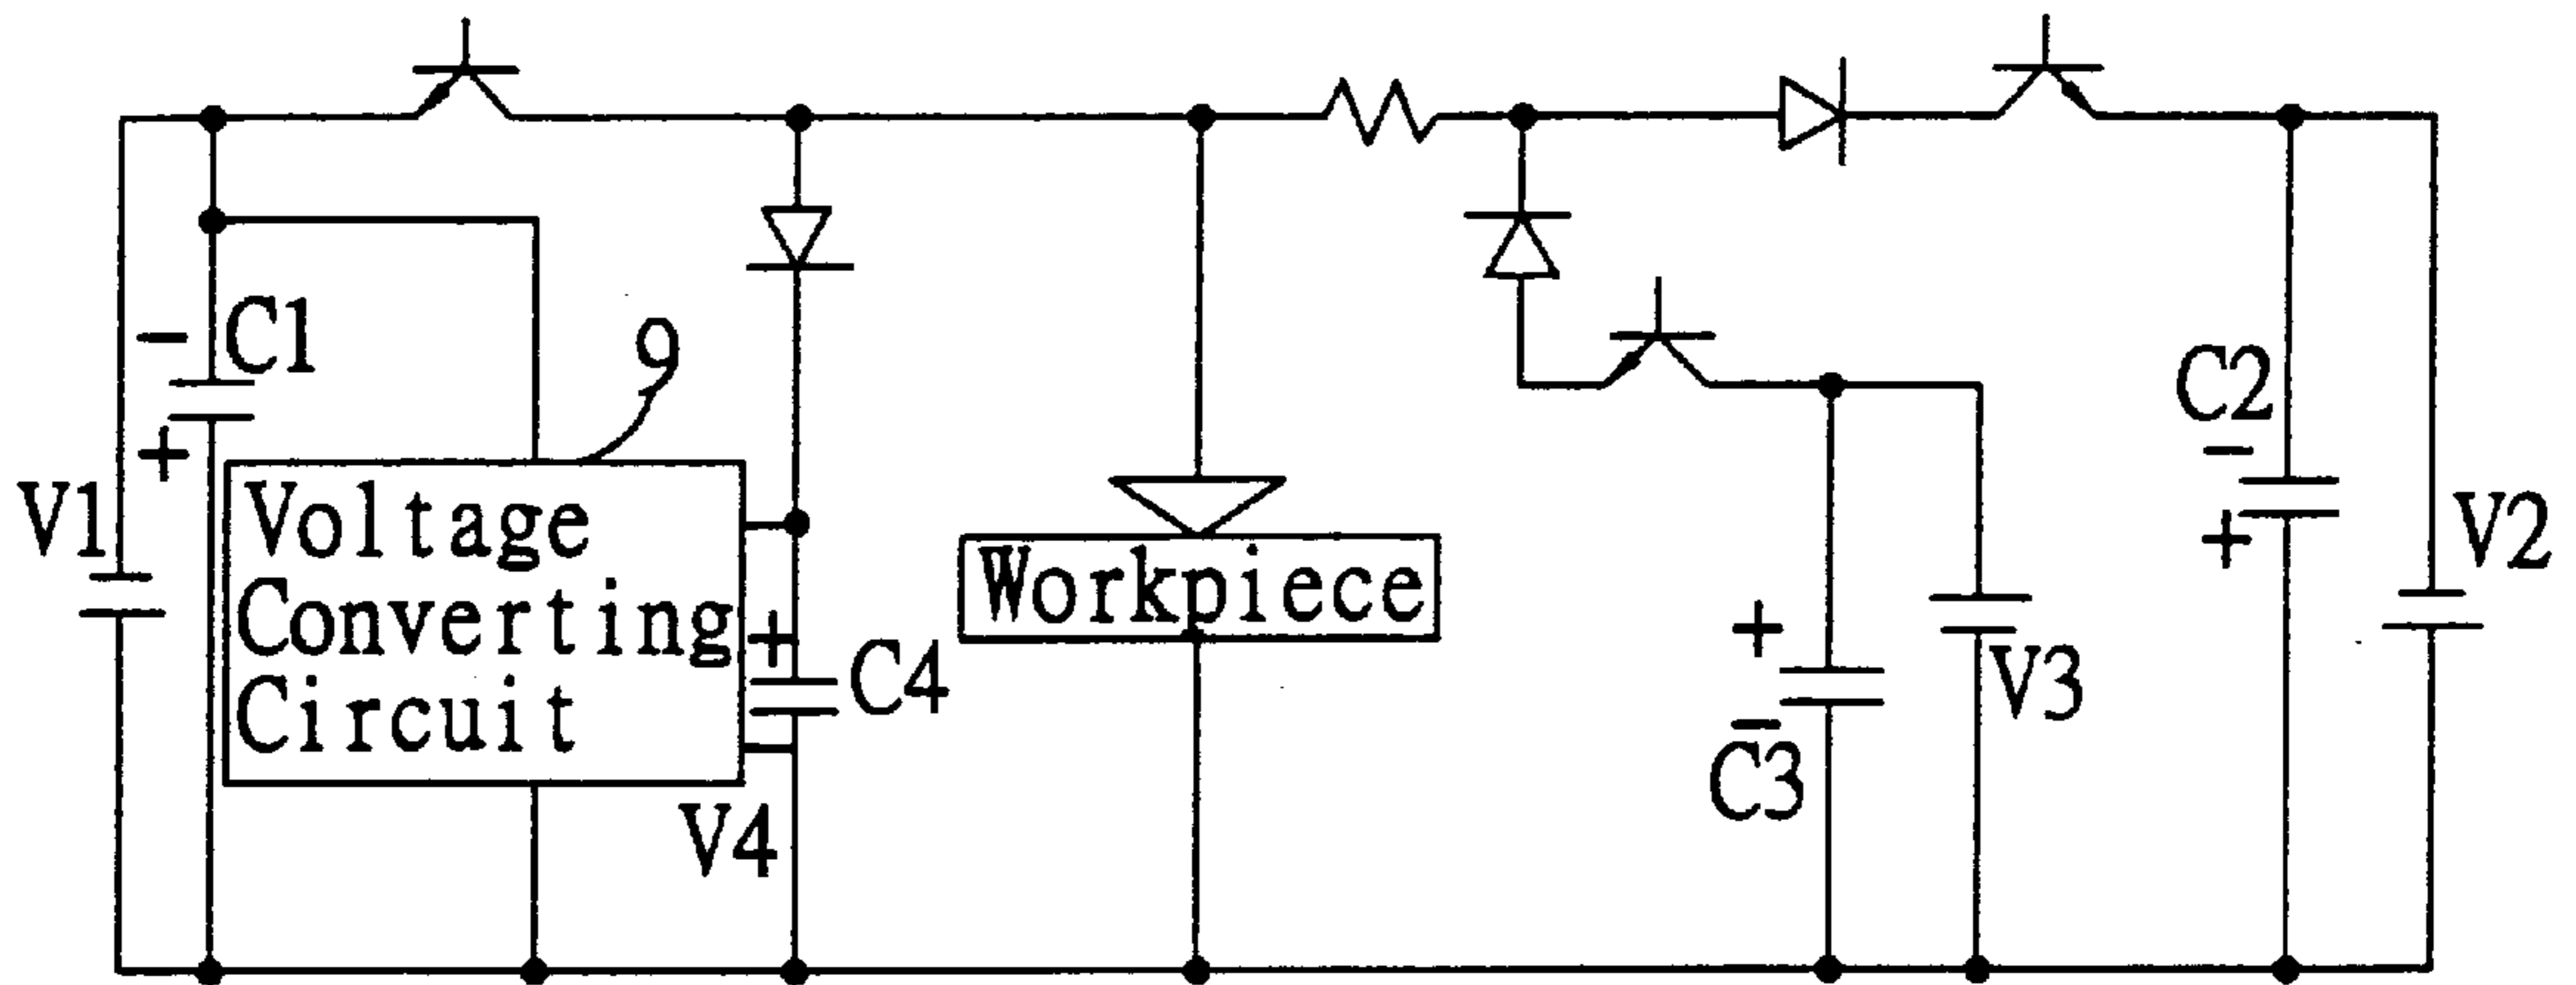 C1
−
+
9
C2
−
+
V1
V2
Voltage
Converting
Circuit
+
C4
V4
Workpiece
+
−
C3
V3